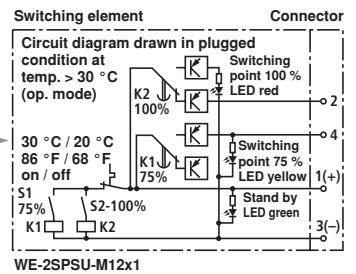 Switching element
Connector
Circuit diagram drawn in plugged
condition at
temp. > 30 °C
(op. mode)
K2
100%
Switching
point 100 %
LED red
2
4
30 °C / 20 °C
86 °F / 68 °F
on / off
K1
75%
Switching
point 75 %
LED yellow
1(+)
S1
75%
S2-100%
Stand by
LED green
K1
K2
3(–)
WE-2SPSU-M12x1